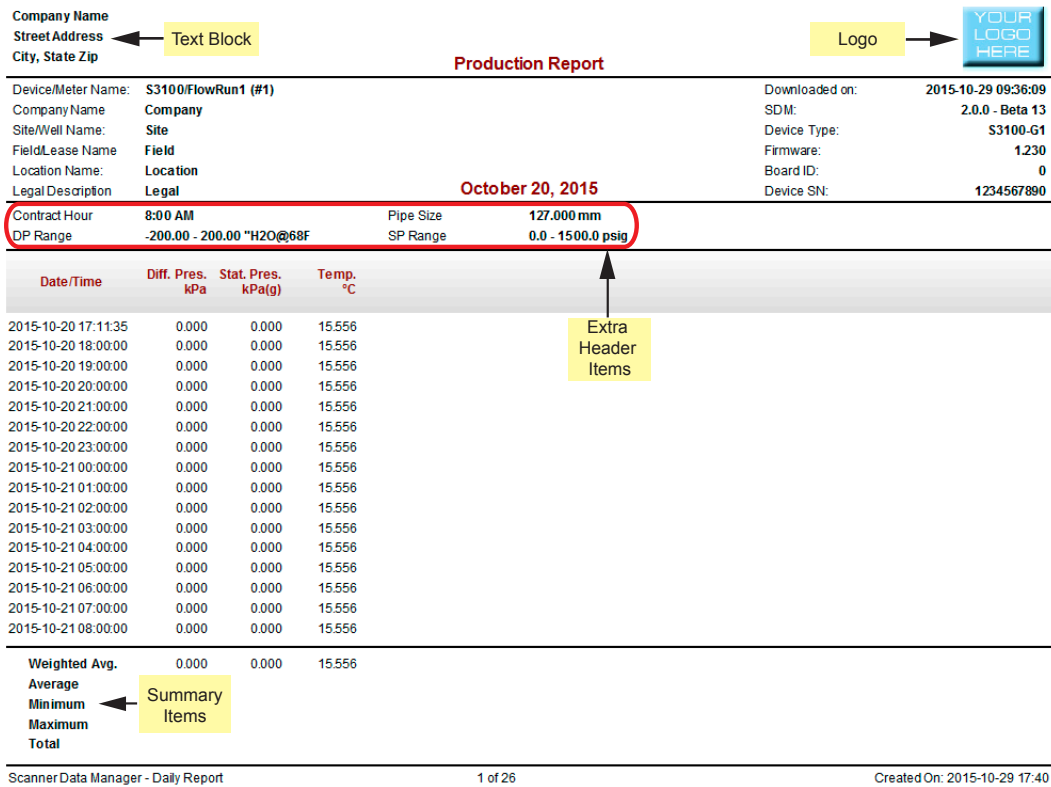 Company Name
Street Address
City, State Zip
Text Block
Logo
YOUR
LOGO
HERE
Production Report
Device/Meter Name: S3100/FlowRun1 (#1) Downloaded on: 2015-10-29 09:36:09
Company Name Company SDM: 2.0.0 - Beta 13
Site/Well Name: Site Device Type: S3100-G1
Field/Lease Name Field Firmware: 1.230
Location Name: Location Board ID: 0
Legal Description Legal October 20, 2015 Device SN: 1234567890
Contract Hour 8:00 AM Pipe Size 127.000 mm
DP Range -200.00 - 200.00 "H2O@68F SP Range 0.0 - 1500.0 psig
Date/Time Diff. Pres. Stat. Pres. Temp.
kPa kPa(g) °C
Extra
Header
Items
2015-10-20 17:11:35 0.000 0.000 15.556
2015-10-20 18:00:00 0.000 0.000 15.556
2015-10-20 19:00:00 0.000 0.000 15.556
2015-10-20 20:00:00 0.000 0.000 15.556
2015-10-20 21:00:00 0.000 0.000 15.556
2015-10-20 22:00:00 0.000 0.000 15.556
2015-10-20 23:00:00 0.000 0.000 15.556
2015-10-21 00:00:00 0.000 0.000 15.556
2015-10-21 01:00:00 0.000 0.000 15.556
2015-10-21 02:00:00 0.000 0.000 15.556
2015-10-21 03:00:00 0.000 0.000 15.556
2015-10-21 04:00:00 0.000 0.000 15.556
2015-10-21 05:00:00 0.000 0.000 15.556
2015-10-21 06:00:00 0.000 0.000 15.556
2015-10-21 07:00:00 0.000 0.000 15.556
2015-10-21 08:00:00 0.000 0.000 15.556
Weighted Avg. 0.000 0.000 15.556
Average
Minimum
Maximum
Total
Summary
Items
Scanner Data Manager - Daily Report 1 of 26 Created On: 2015-10-29 17:40